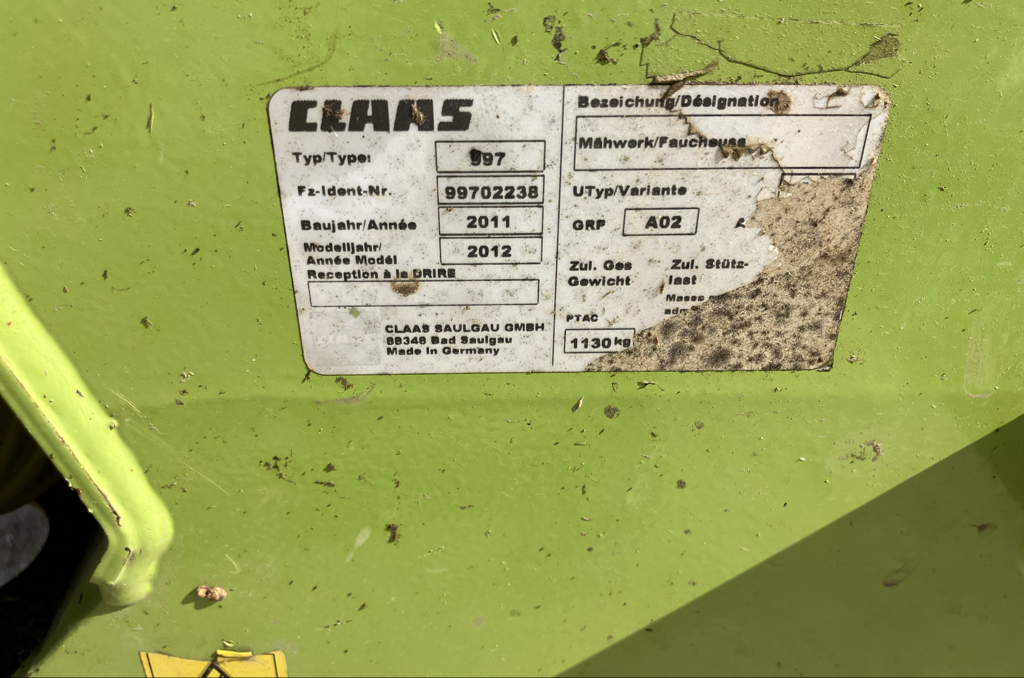 CLAAS
Typ/Type: 997
Fz-Ident-Nr. 99702238
Baujahr/Année 2011
Modelljahr/
Année Modél 2012
Reception à la DRIRE
CLAAS SAULGAU GMBH
88348 Bad Saulgau
Made in Germany
Bezeichung/Désignation
Mähwerk/Faucheuse
UTyp/Variante
GRP A02 A
Zul. Ges
Gewicht
Zul. Stütz-
last
Masse
adm
PTAC
1130 kg